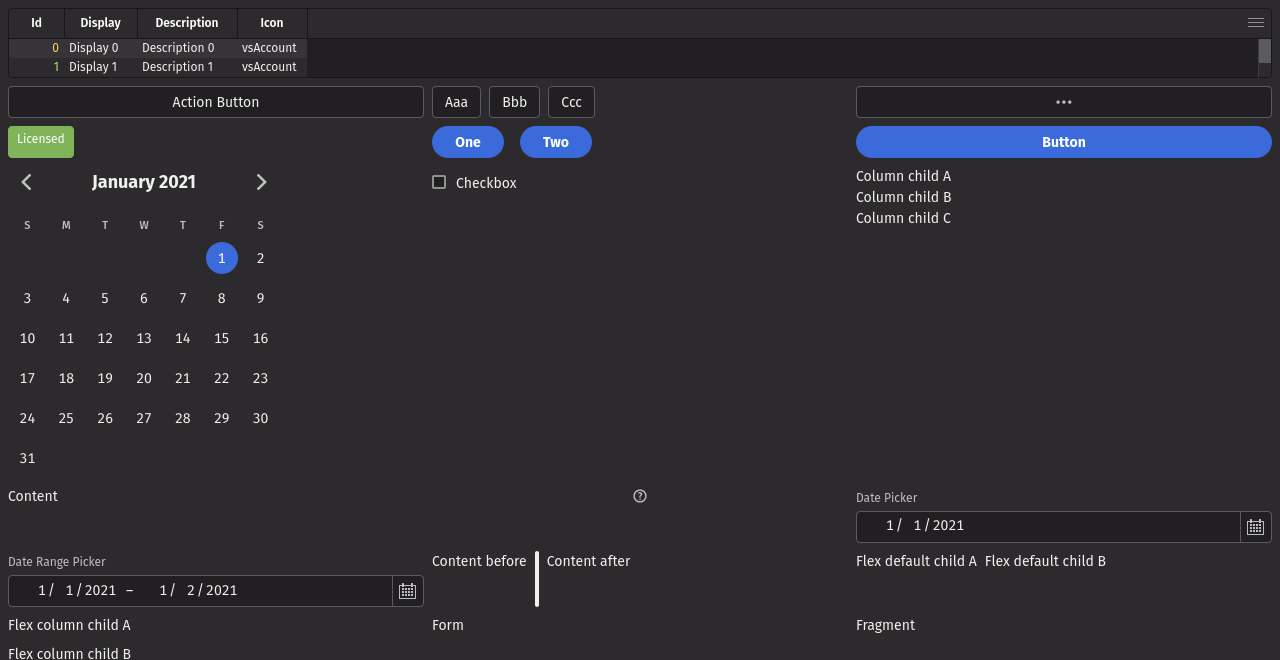 Id Display Description Icon
0 Display 0 Description 0 vsAccount
1 Display 1 Description 1 vsAccount
Action Button Aaa Bbb Ccc ···
Licensed One Two Button
January 2021 Checkbox Column child A
Column child B
Column child C
S M T W T F S
1 2
3 4 5 6 7 8 9
10 11 12 13 14 15 16
17 18 19 20 21 22 23
24 25 26 27 28 29 30
31
Content ? Date Picker
1/ 1/2021
Date Range Picker Content before Content after Flex default child A Flex default child B
1/ 1/2021 – 1/ 2/2021
Flex column child A Form Fragment
Flex column child B